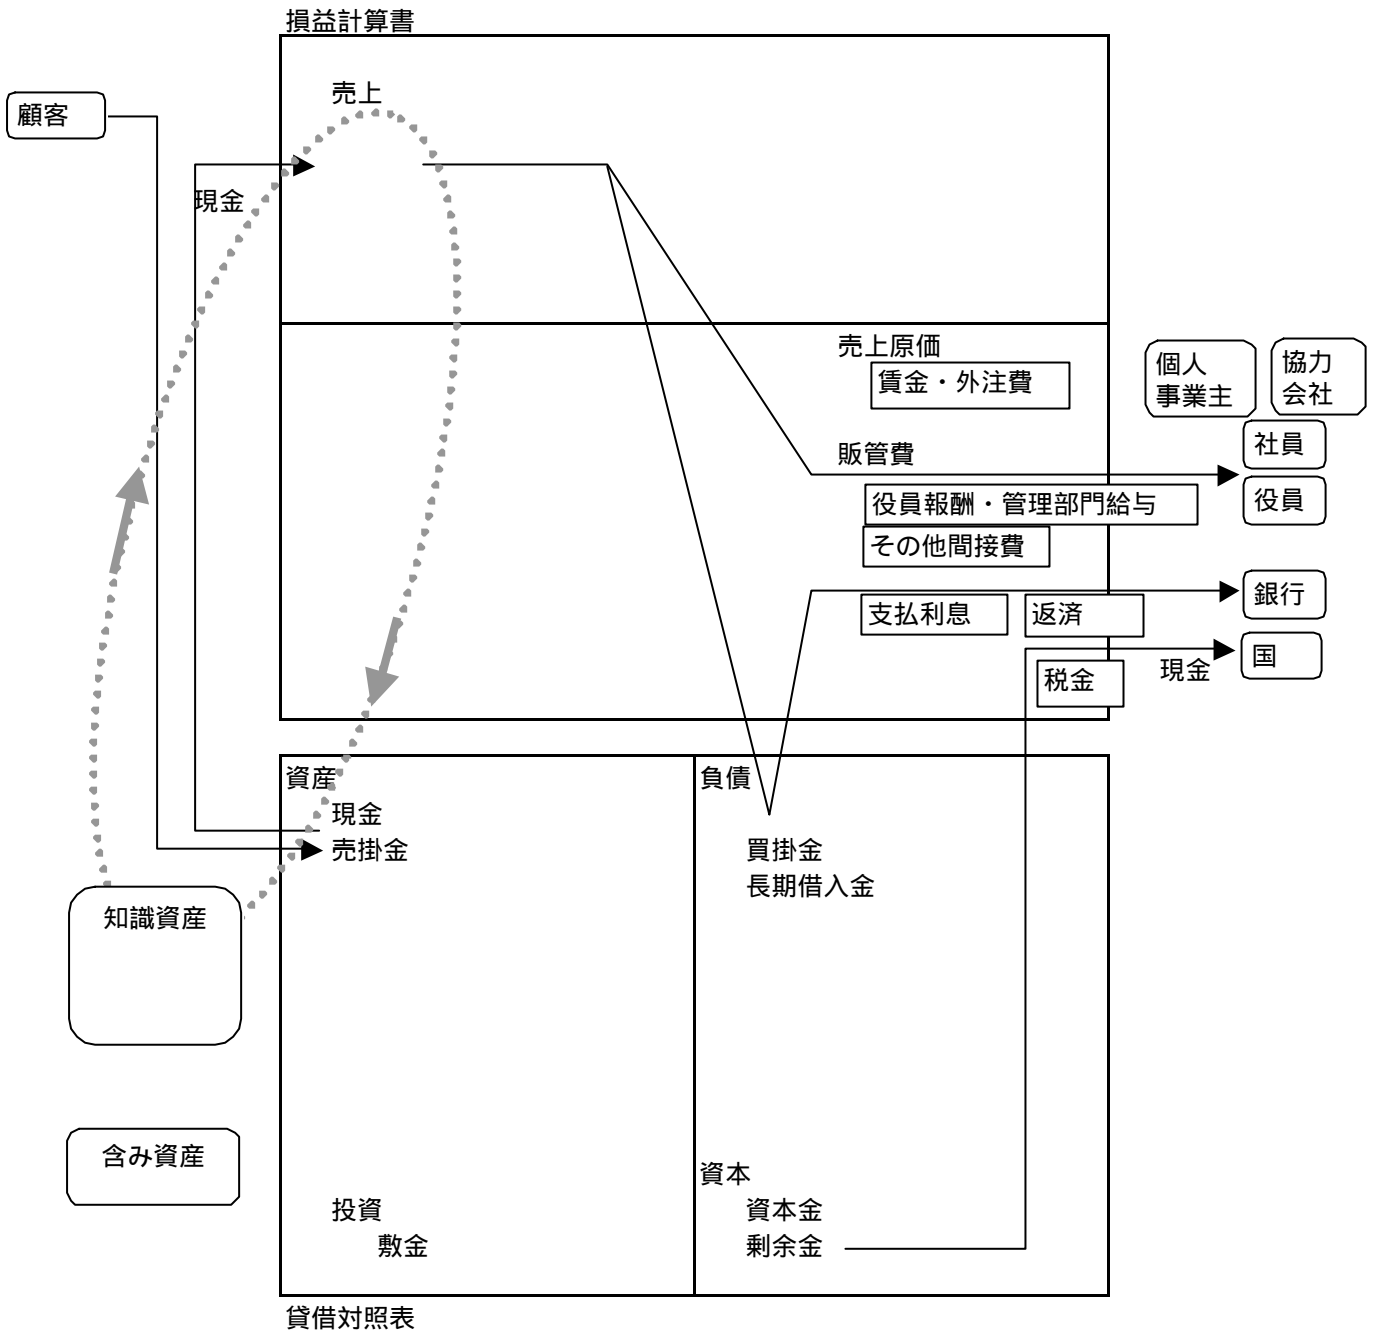 損益計算書
売上
顧客
現金
売上原価
賃金・外注費
個人
事業主
協力
会社
販管費
社員
役員報酬・管理部門給与
役員
その他間接費
支払利息
返済
銀行
税金
現金
国
資産
現金
売掛金
負債
買掛金
長期借入金
知識資産
含み資産
投資
敷金
資本
資本金
剰余金
貸借対照表